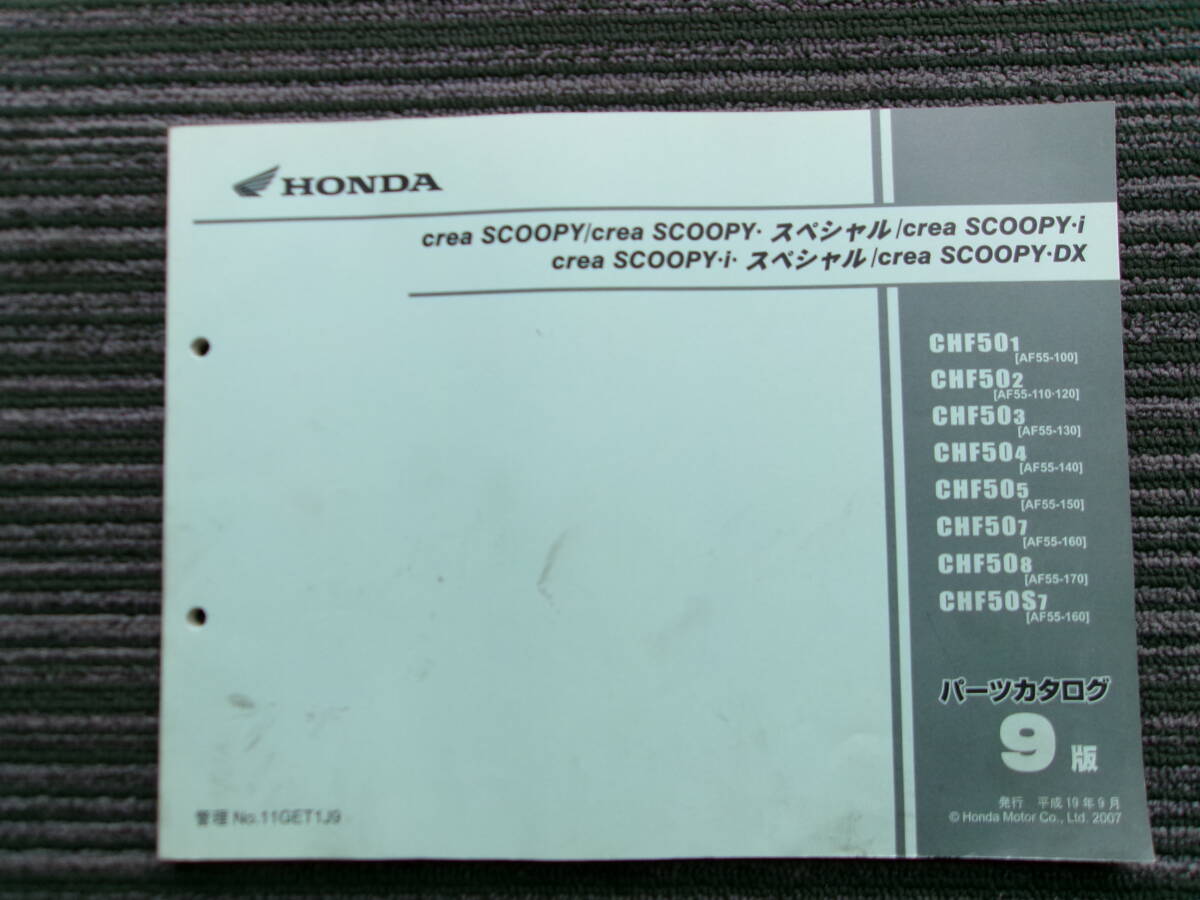 HONDA
crea SCOOPY/crea SCOOPY・スペシャル/crea SCOOPY・i
crea SCOOPY・i・スペシャル/crea SCOOPY・DX
CHF501
[AF55-100]
CHF502
[AF55-110・120]
CHF503
[AF55-130]
CHF504
[AF55-140]
CHF505
[AF55-150]
CHF507
[AF55-160]
CHF508
[AF55-170]
CHF50S7
[AF55-160]
パーツカタログ
9版
発行 平成19年9月
© Honda Motor Co., Ltd. 2007
管理 No.11GET1J9